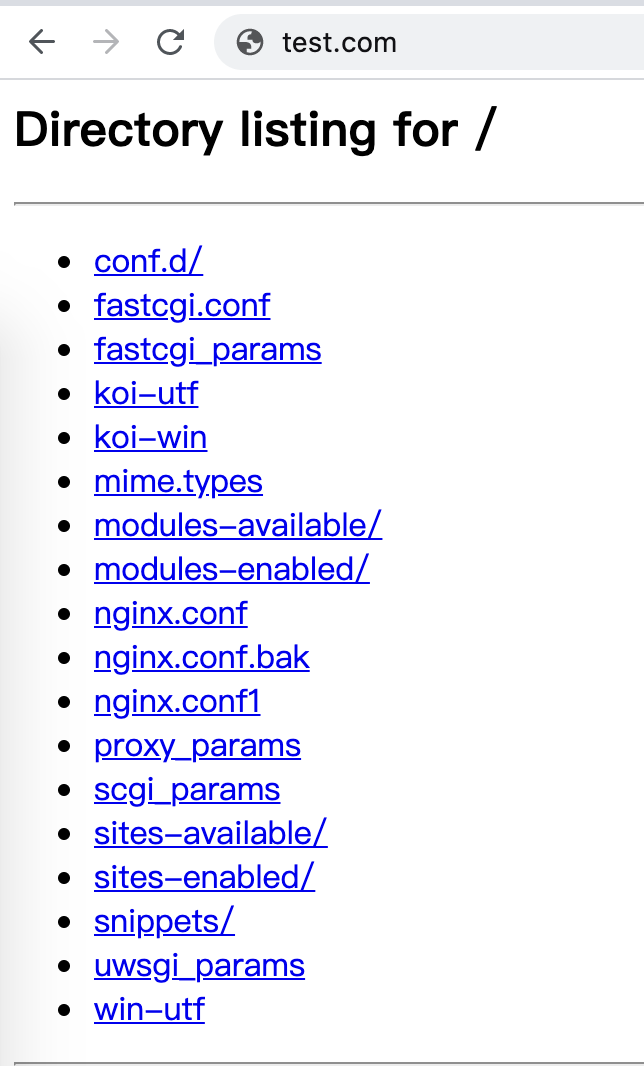 test.com
Directory listing for /
conf.d/
fastcgi.conf
fastcgi_params
koi-utf
koi-win
mime.types
modules-available/
modules-enabled/
nginx.conf
nginx.conf.bak
nginx.conf1
proxy_params
scgi_params
sites-available/
sites-enabled/
snippets/
uwsgi_params
win-utf